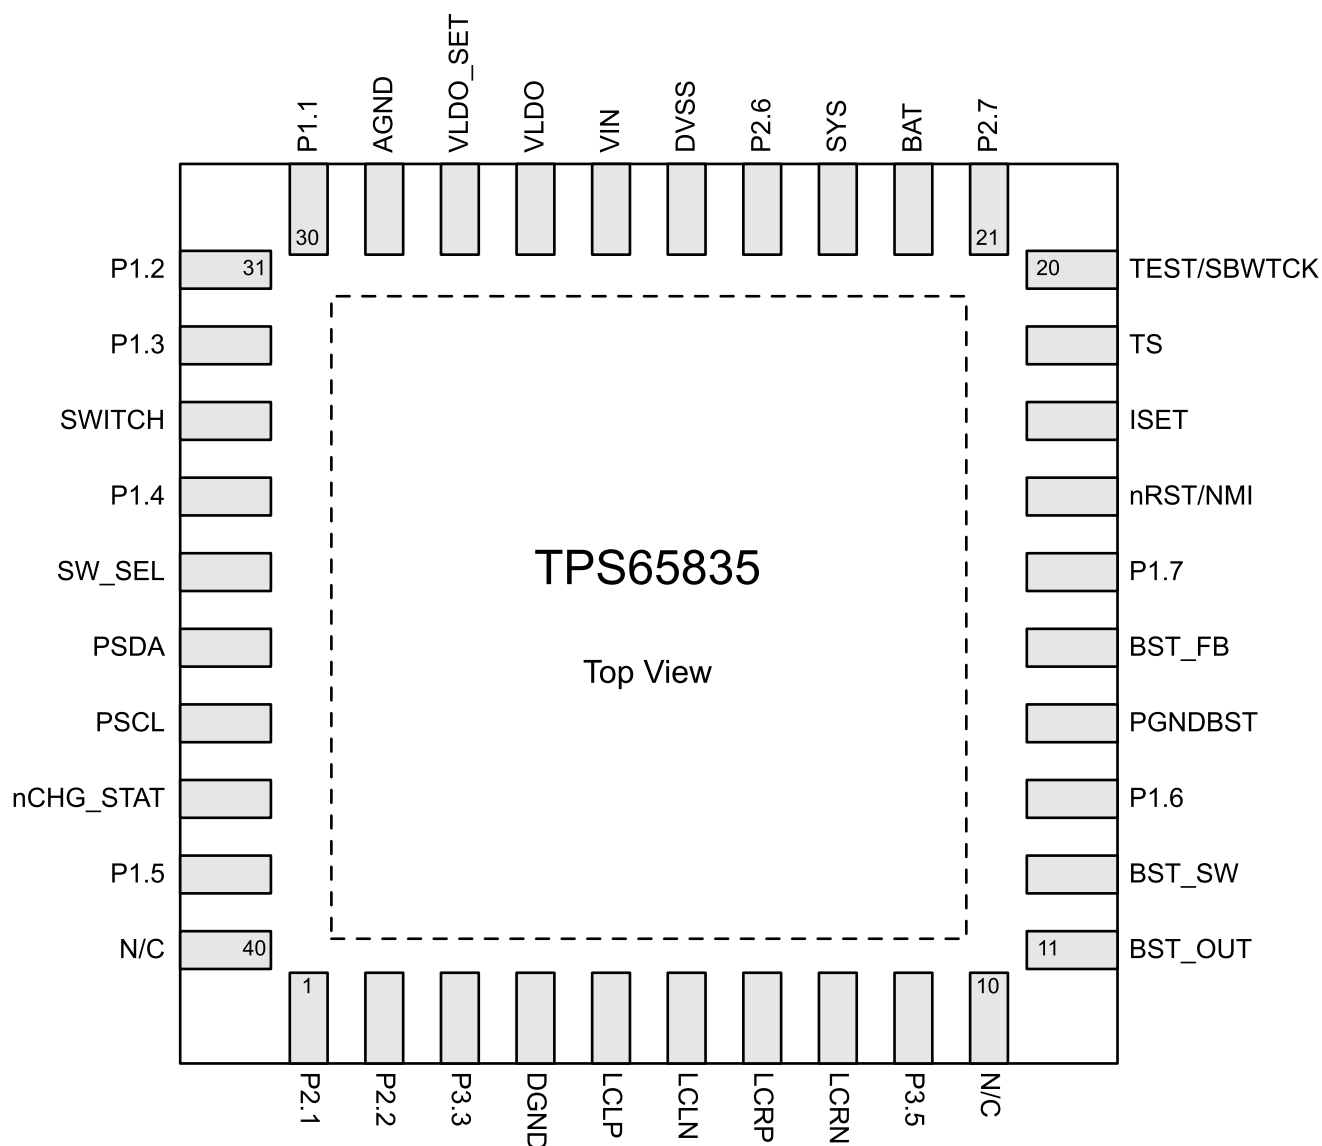 P1.1
AGND
VLDO_SET
VLDO
VIN
DVSS
P2.6
SYS
BAT
P2.7
30
21
P1.2
31
20
TEST/SBWTCK
P1.3
TS
SWITCH
ISET
P1.4
nRST/NMI
SW_SEL
TPS65835
P1.7
PSDA
Top View
BST_FB
PSCL
PGNDBST
nCHG_STAT
P1.6
P1.5
BST_SW
N/C
40
11
BST_OUT
1
10
P2.1
P2.2
P3.3
DGND
LCLP
LCLN
LCRP
LCRN
P3.5
N/C